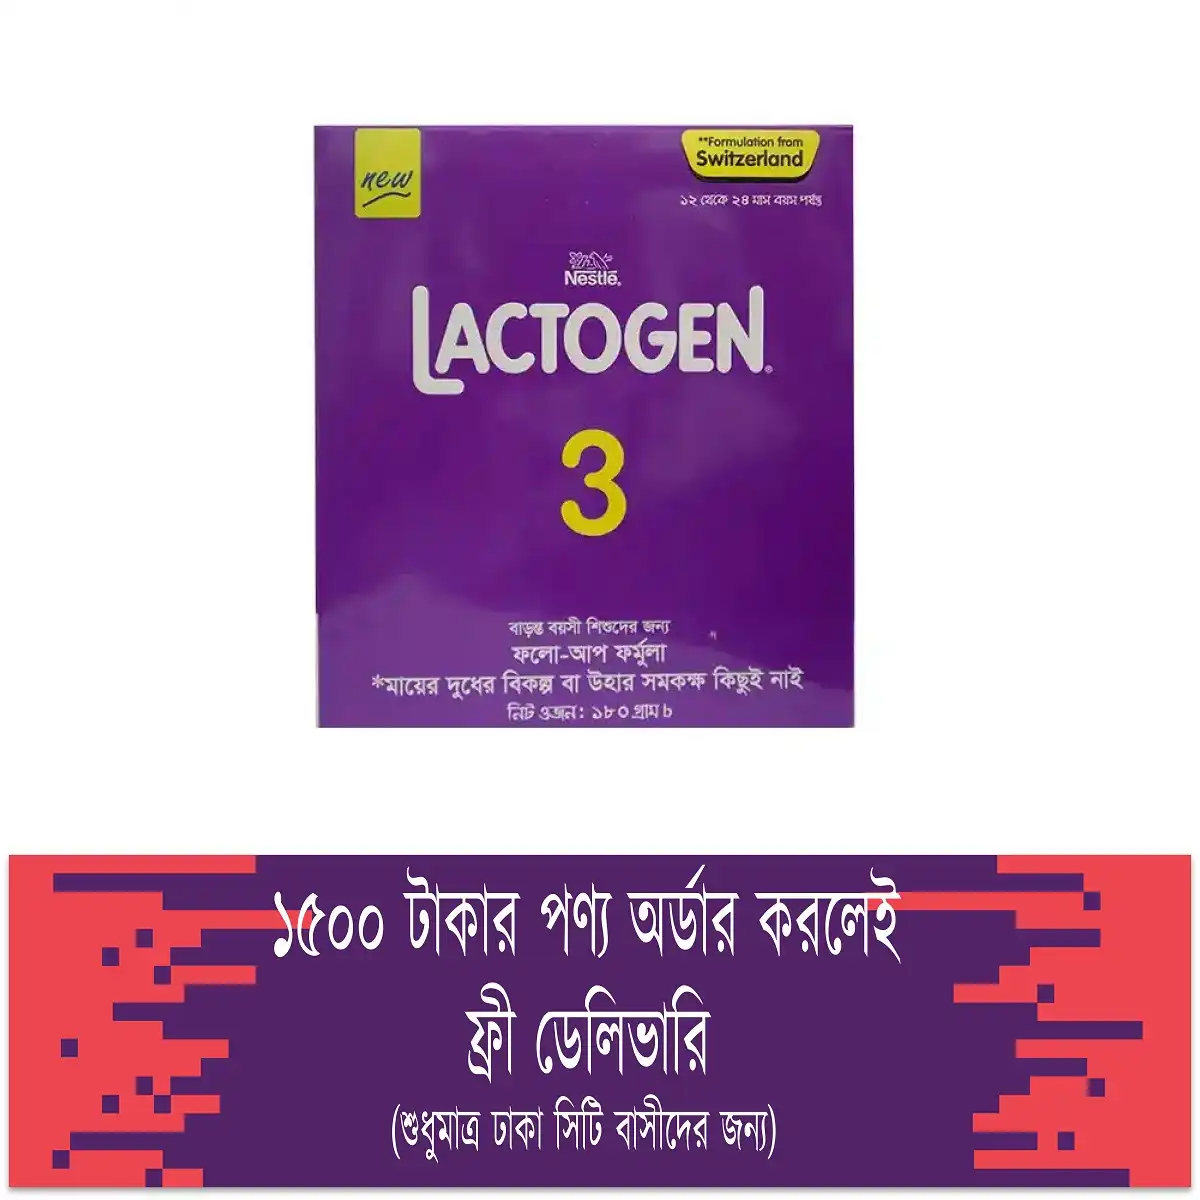 new
**Formulation from
Switzerland
১২ থেকে ২৪ মাস বয়স পর্যন্ত
Nestlé®
LACTOGEN®
3
বাড়ন্ত বয়সী শিশুদের জন্য
ফলো-আপ ফর্মুলা
*মায়ের দুধের বিকল্প বা উহার সমকক্ষ কিছুই নাই
নিট ওজন: ১৮০ গ্রাম b
১৫০০ টাকার পণ্য অর্ডার করলেই
ফ্রী ডেলিভারি
(শুধুমাত্র ঢাকা সিটি বাসীদের জন্য)